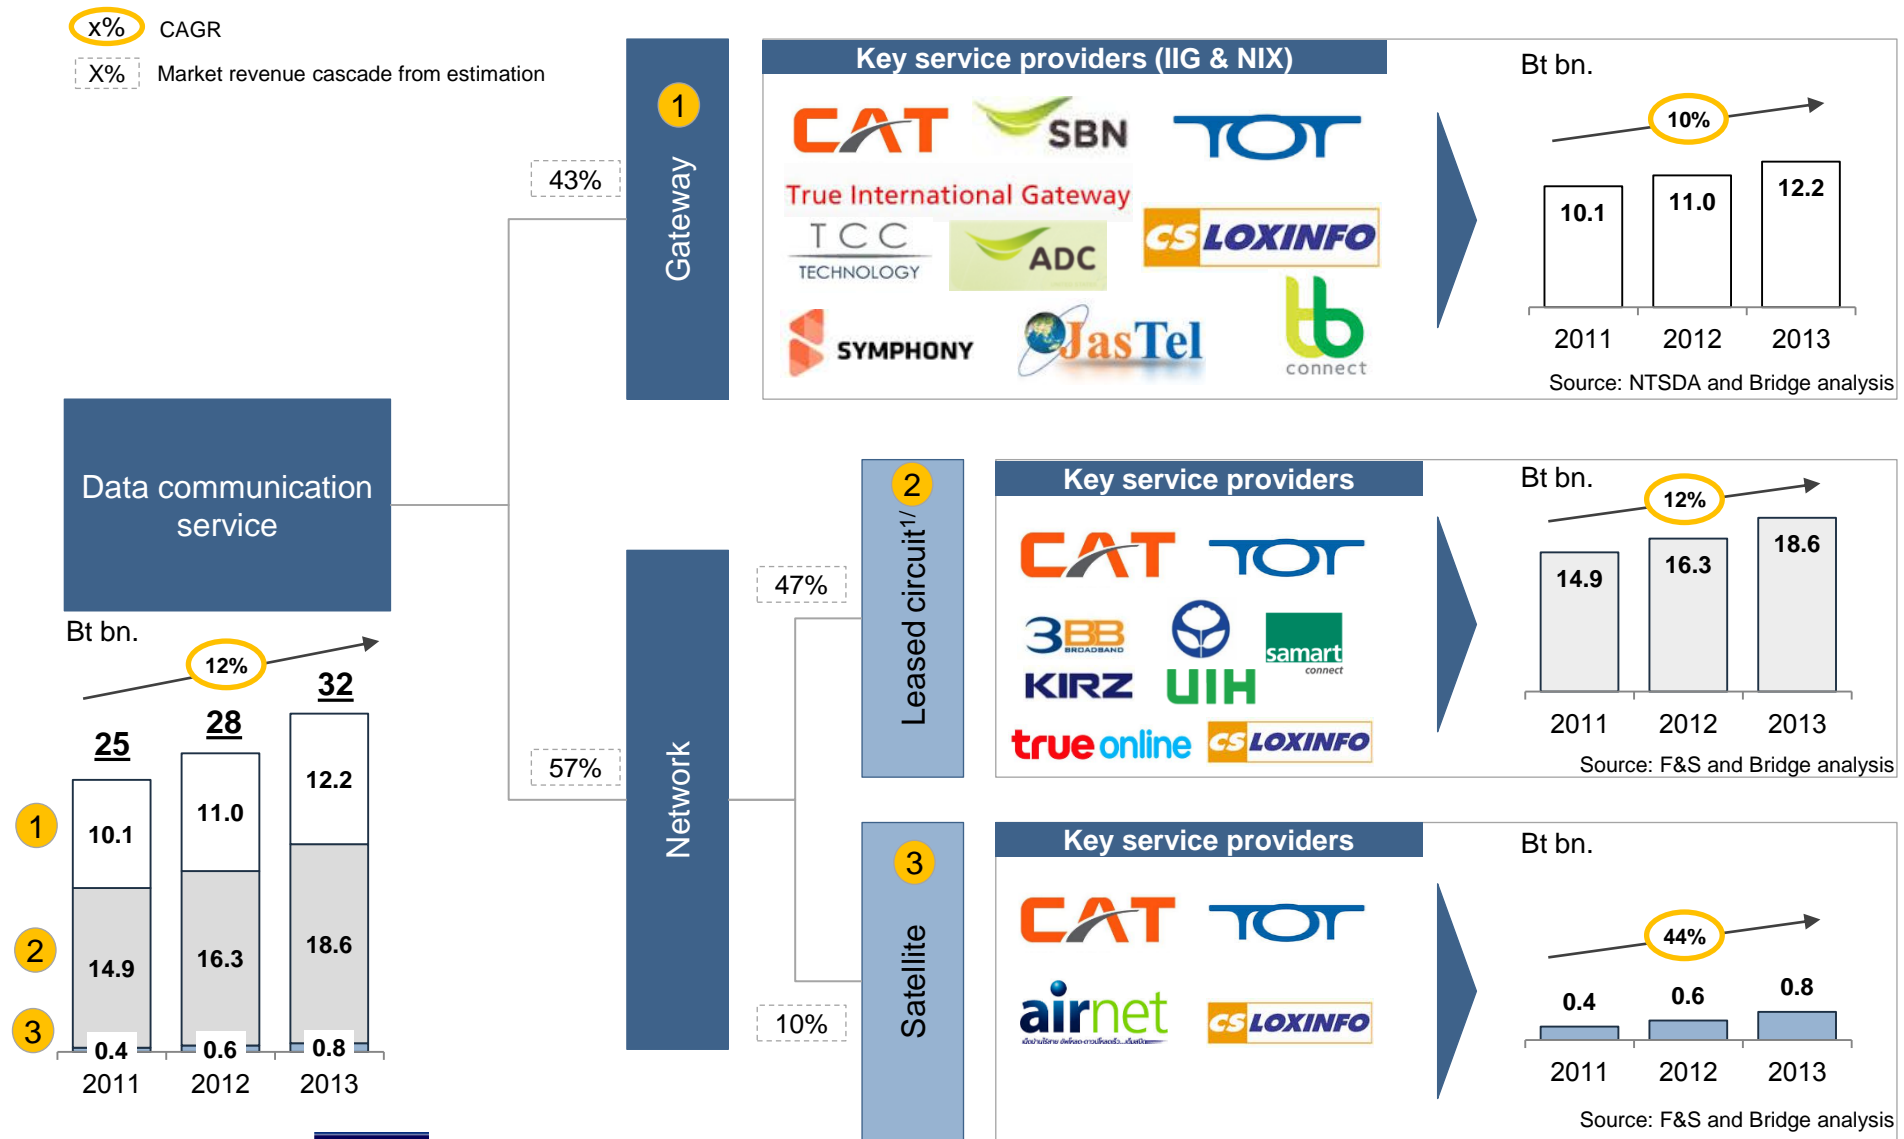 x% CAGR
X% Market revenue cascade from estimation
Data communication
service
Bt bn.
12%
25
28
32
10.1
11.0
12.2
14.9
16.3
18.6
0.4
0.6
0.8
1
2
3
2011 2012 2013
43%
57%
1
Gateway
Network
47%
10%
2
Leased circuit1/
3
Satellite
Key service providers (IIG & NIX)
CAT
SBN
TOT
True International Gateway
TCC
TECHNOLOGY
ADC
CS LOXINFO
SYMPHONY
JasTel
tb
connect
Bt bn.
10%
10.1
11.0
12.2
2011 2012 2013
Source: NTSDA and Bridge analysis
Key service providers
CAT
TOT
3BB
BROADBAND
samart
connect
KIRZ
UIH
true online
CS LOXINFO
Bt bn.
12%
14.9
16.3
18.6
2011 2012 2013
Source: F&S and Bridge analysis
Key service providers
CAT
TOT
airnet
CS LOXINFO
Bt bn.
44%
0.4
0.6
0.8
2011 2012 2013
Source: F&S and Bridge analysis